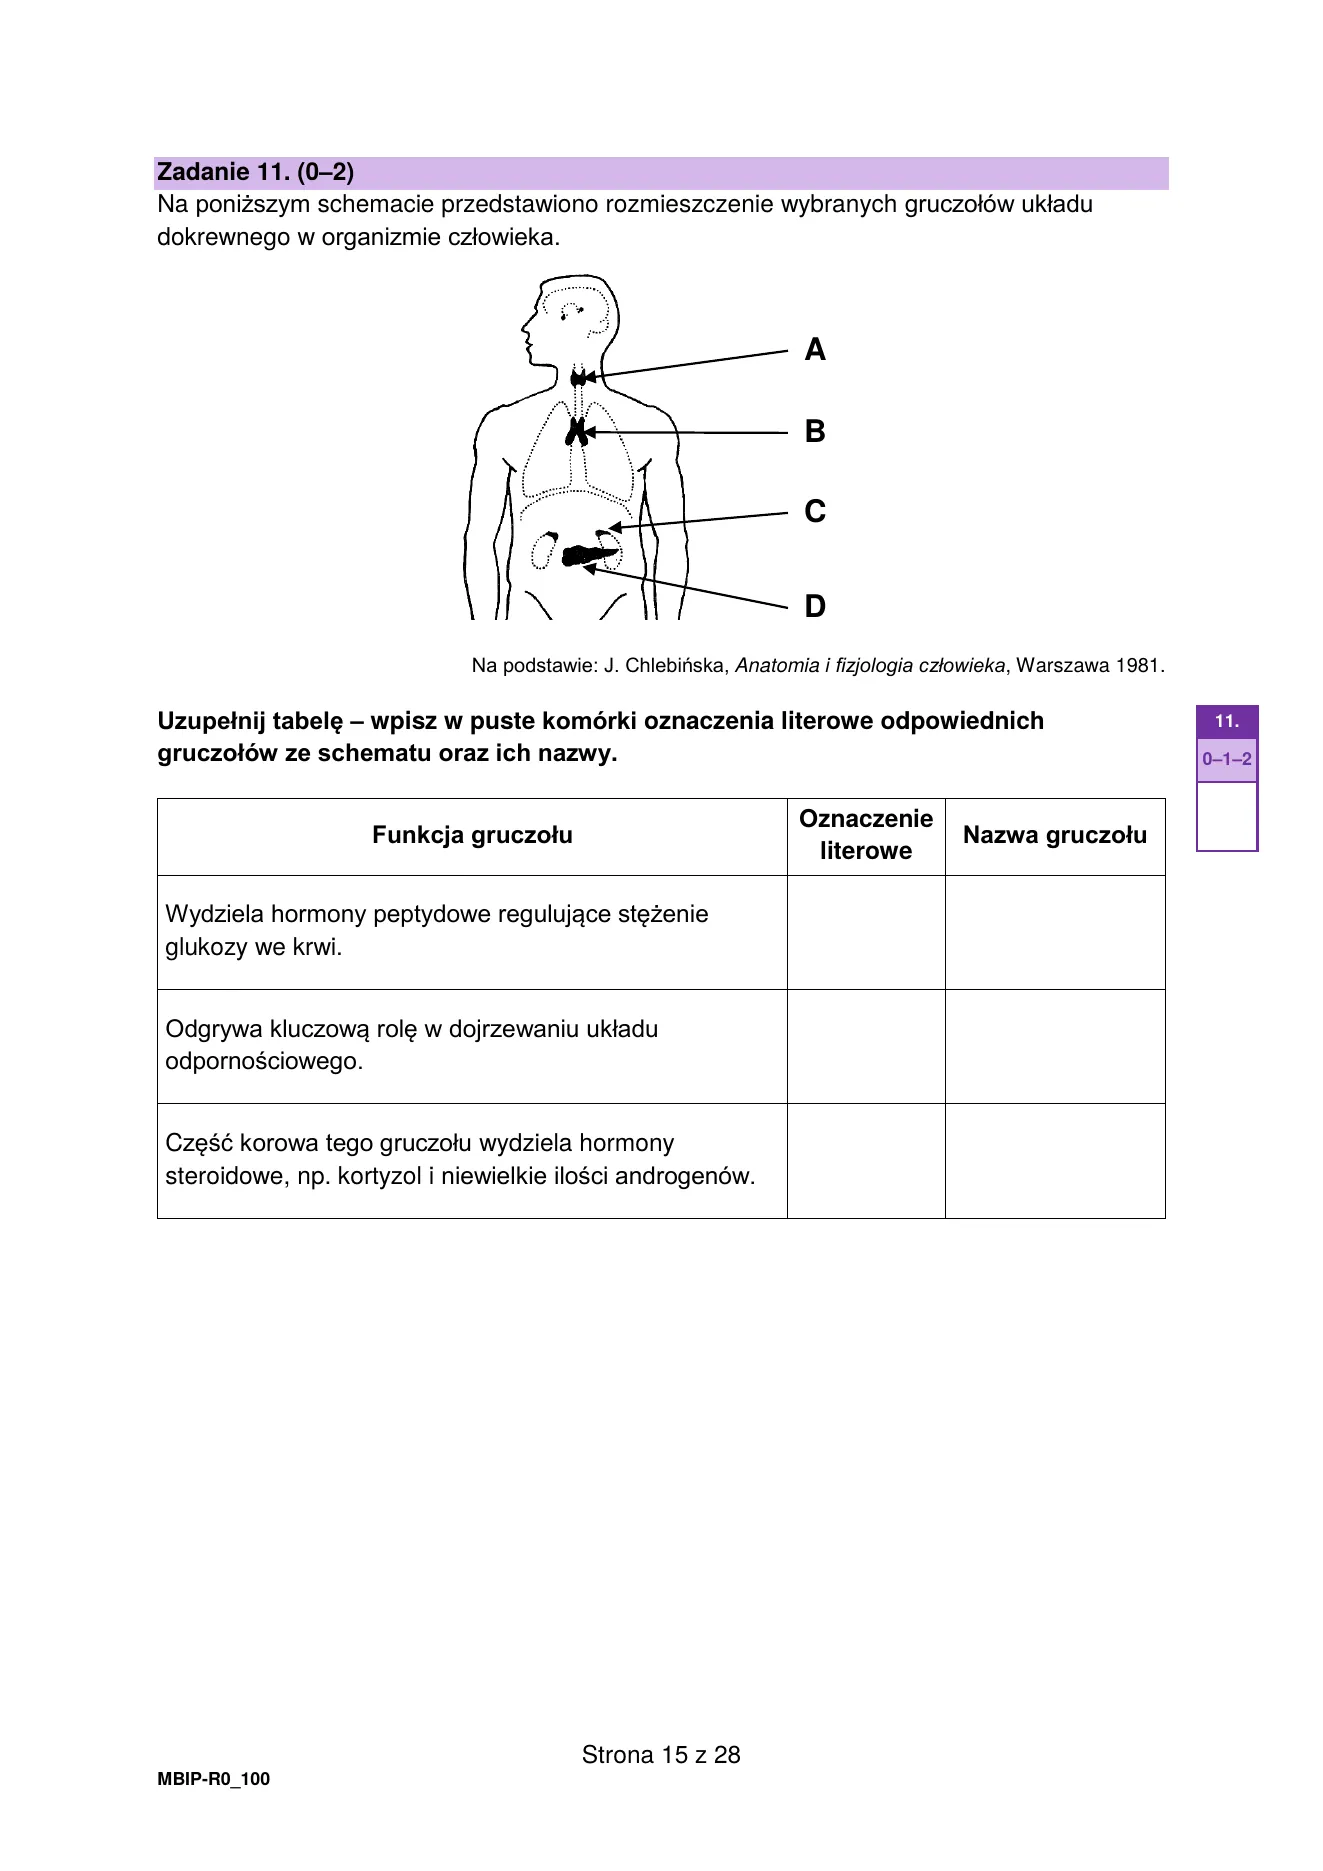 Zadanie 11. (0–2)
Na poniższym schemacie przedstawiono rozmieszczenie wybranych gruczołów układu
dokrewnego w organizmie człowieka.
A
B
C
D
Na podstawie: J. Chlebińska, Anatomia i fizjologia człowieka, Warszawa 1981.
Uzupełnij tabelę – wpisz w puste komórki oznaczenia literowe odpowiednich
gruczołów ze schematu oraz ich nazwy.
11.
0–1–2
Funkcja gruczołu
Oznaczenie
literowe
Nazwa gruczołu
Wydziela hormony peptydowe regulujące stężenie
glukozy we krwi.
Odgrywa kluczową rolę w dojrzewaniu układu
odpornościowego.
Część korowa tego gruczołu wydziela hormony
steroidowe, np. kortyzol i niewielkie ilości androgenów.
Strona 15 z 28
MBIP-R0_100